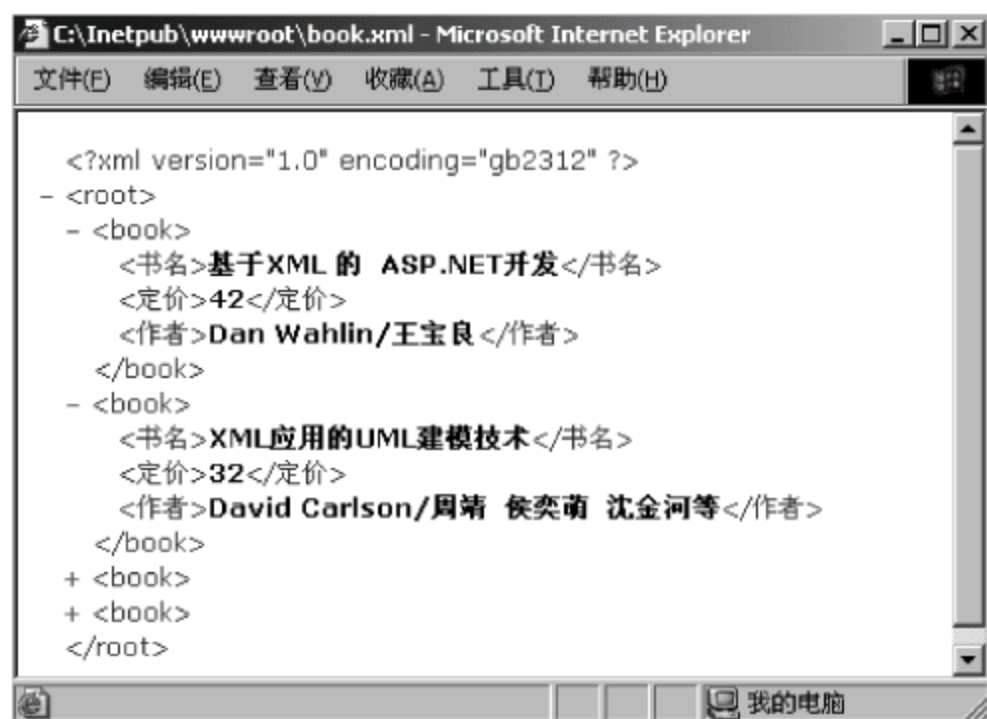 C:\Inetpub\wwwroot\book.xml - Microsoft Internet Explorer
文件(F) 编辑(E) 查看(V) 收藏(A) 工具(T) 帮助(H)
<?xml version="1.0" encoding="gb2312" ?>
- <root>
- <book>
<书名>基于XML 的 ASP.NET开发</书名>
<定价>42</定价>
<作者>Dan Wahlin/王宝良</作者>
</book>
- <book>
<书名>XML应用的UML建模技术</书名>
<定价>32</定价>
<作者>David Carlson/周靖 侯奕萌 沈金河等</作者>
</book>
+ <book>
+ <book>
</root>
我的电脑